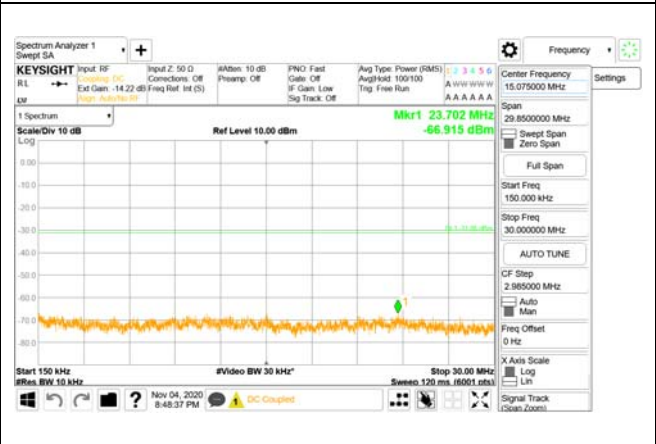 Spectrum Analyzer 1
Swept SA
+
Frequency
KEYSIGHT
RL
Input: RF
Coupling: DC
Ext Gain: -14.22 dB
Align: Auto/No RF
Input Z: 50 Ω
Corrections: Off
Freq Ref: Int (S)
#Atten: 10 dB
Preamp: Off
PNO: Fast
Gate: Off
IF Gain: Low
Sig Track: Off
Avg Type: Power (RMS)
Avg|Hold: 100/100
Trig: Free Run
1 2 3 4 5 6
A W W W W W
A A A A A A
1 Spectrum
Scale/Div 10 dB
Log
Ref Level 10.00 dBm
Mkr1 23.702 MHz
-66.915 dBm
0.00
-10.0
-20.0
-30.0
-40.0
-50.0
-60.0
-70.0
-80.0
1
Start 150 kHz
#Res BW 10 kHz
#Video BW 30 kHz*
Stop 30.00 MHz
Sweep 120 ms (6001 pts)
Nov 04, 2020
8:48:37 PM
DC Coupled
Center Frequency
15.075000 MHz
Settings
Span
29.8500000 MHz
Swept Span
Zero Span
Full Span
Start Freq
150.000 kHz
Stop Freq
30.000000 MHz
AUTO TUNE
CF Step
2.985000 MHz
Auto
Man
Freq Offset
0 Hz
X Axis Scale
Log
Lin
Signal Track
(Span Zoom)